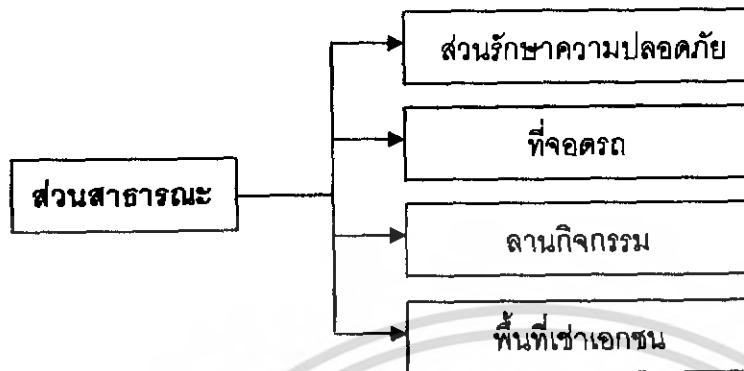 ส่วนรักษาความปลอดภัย
ที่จอดรถ
ส่วนสาธารณะ
ลานกิจกรรม
พื้นที่เช่าเอกชน